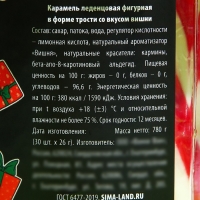 Карамель леденцовая фигурная
в форме трости со вкусом вишни
Состав: сахар, патока, вода, регулятор кислотности
– лимонная кислота, натуральный ароматизатор
«Вишня», натуральные красители: кармины,
бета-апо-8-каротиновый альдегид. Пищевая
ценность на 100 г: жиров – 0 г, белков – 0 г,
углеводов – 96,6 г. Энергетическая ценность
на 100 г: 380 ккал / 1590 кДж. Условия хранения:
при t воздуха +18 (±3) °С и относительной
влажности не более 75 %. Срок годности: 12 месяцев.
Дата изготовления: Масса нетто: 780 г
(30 шт. х 26 г).
ГОСТ 6477-2019. SIMA-LAND.RU